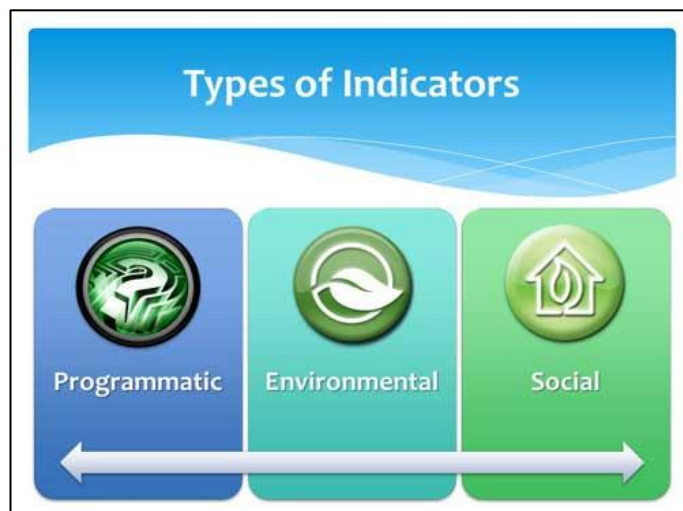 Types of Indicators
Programmatic
Environmental
Social